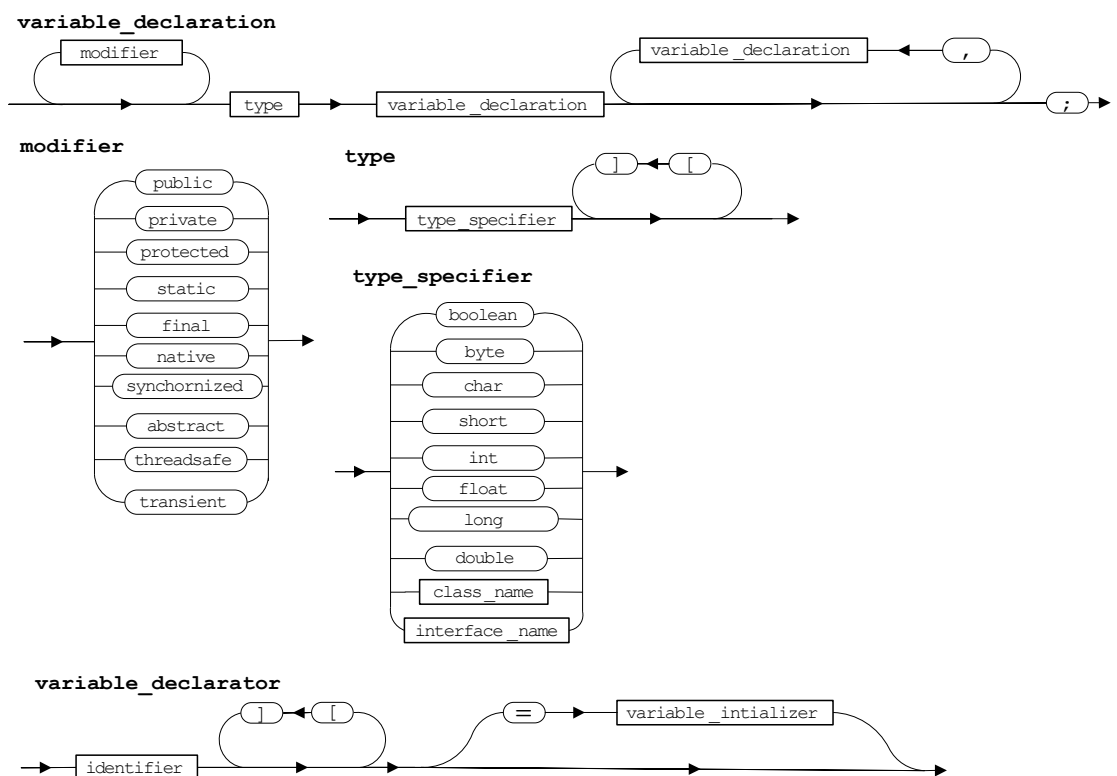 variable_declaration
modifier
variable_declaration
,
type
variable_declaration
;
modifier
public
private
protected
static
final
native
synchornized
abstract
threadsafe
transient
type
] [
type_specifier
type_specifier
boolean
byte
char
short
int
float
long
double
class_name
interface_name
variable_declarator
] [
= variable_intializer
identifier